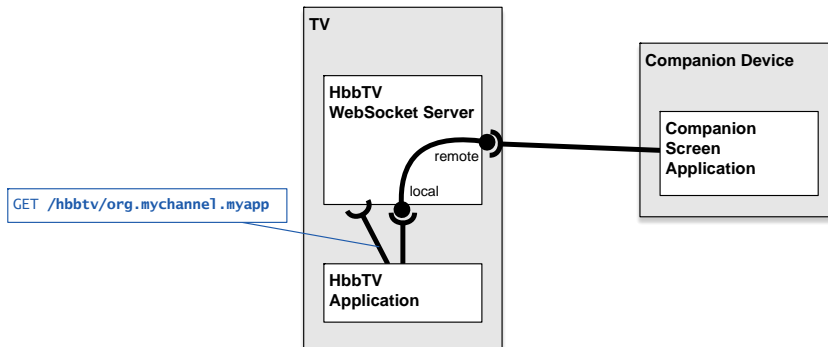 TV
HbbTV
WebSocket Server
remote
local
GET /hbbtv/org.mychannel.myapp
HbbTV
Application
Companion Device
Companion
Screen
Application